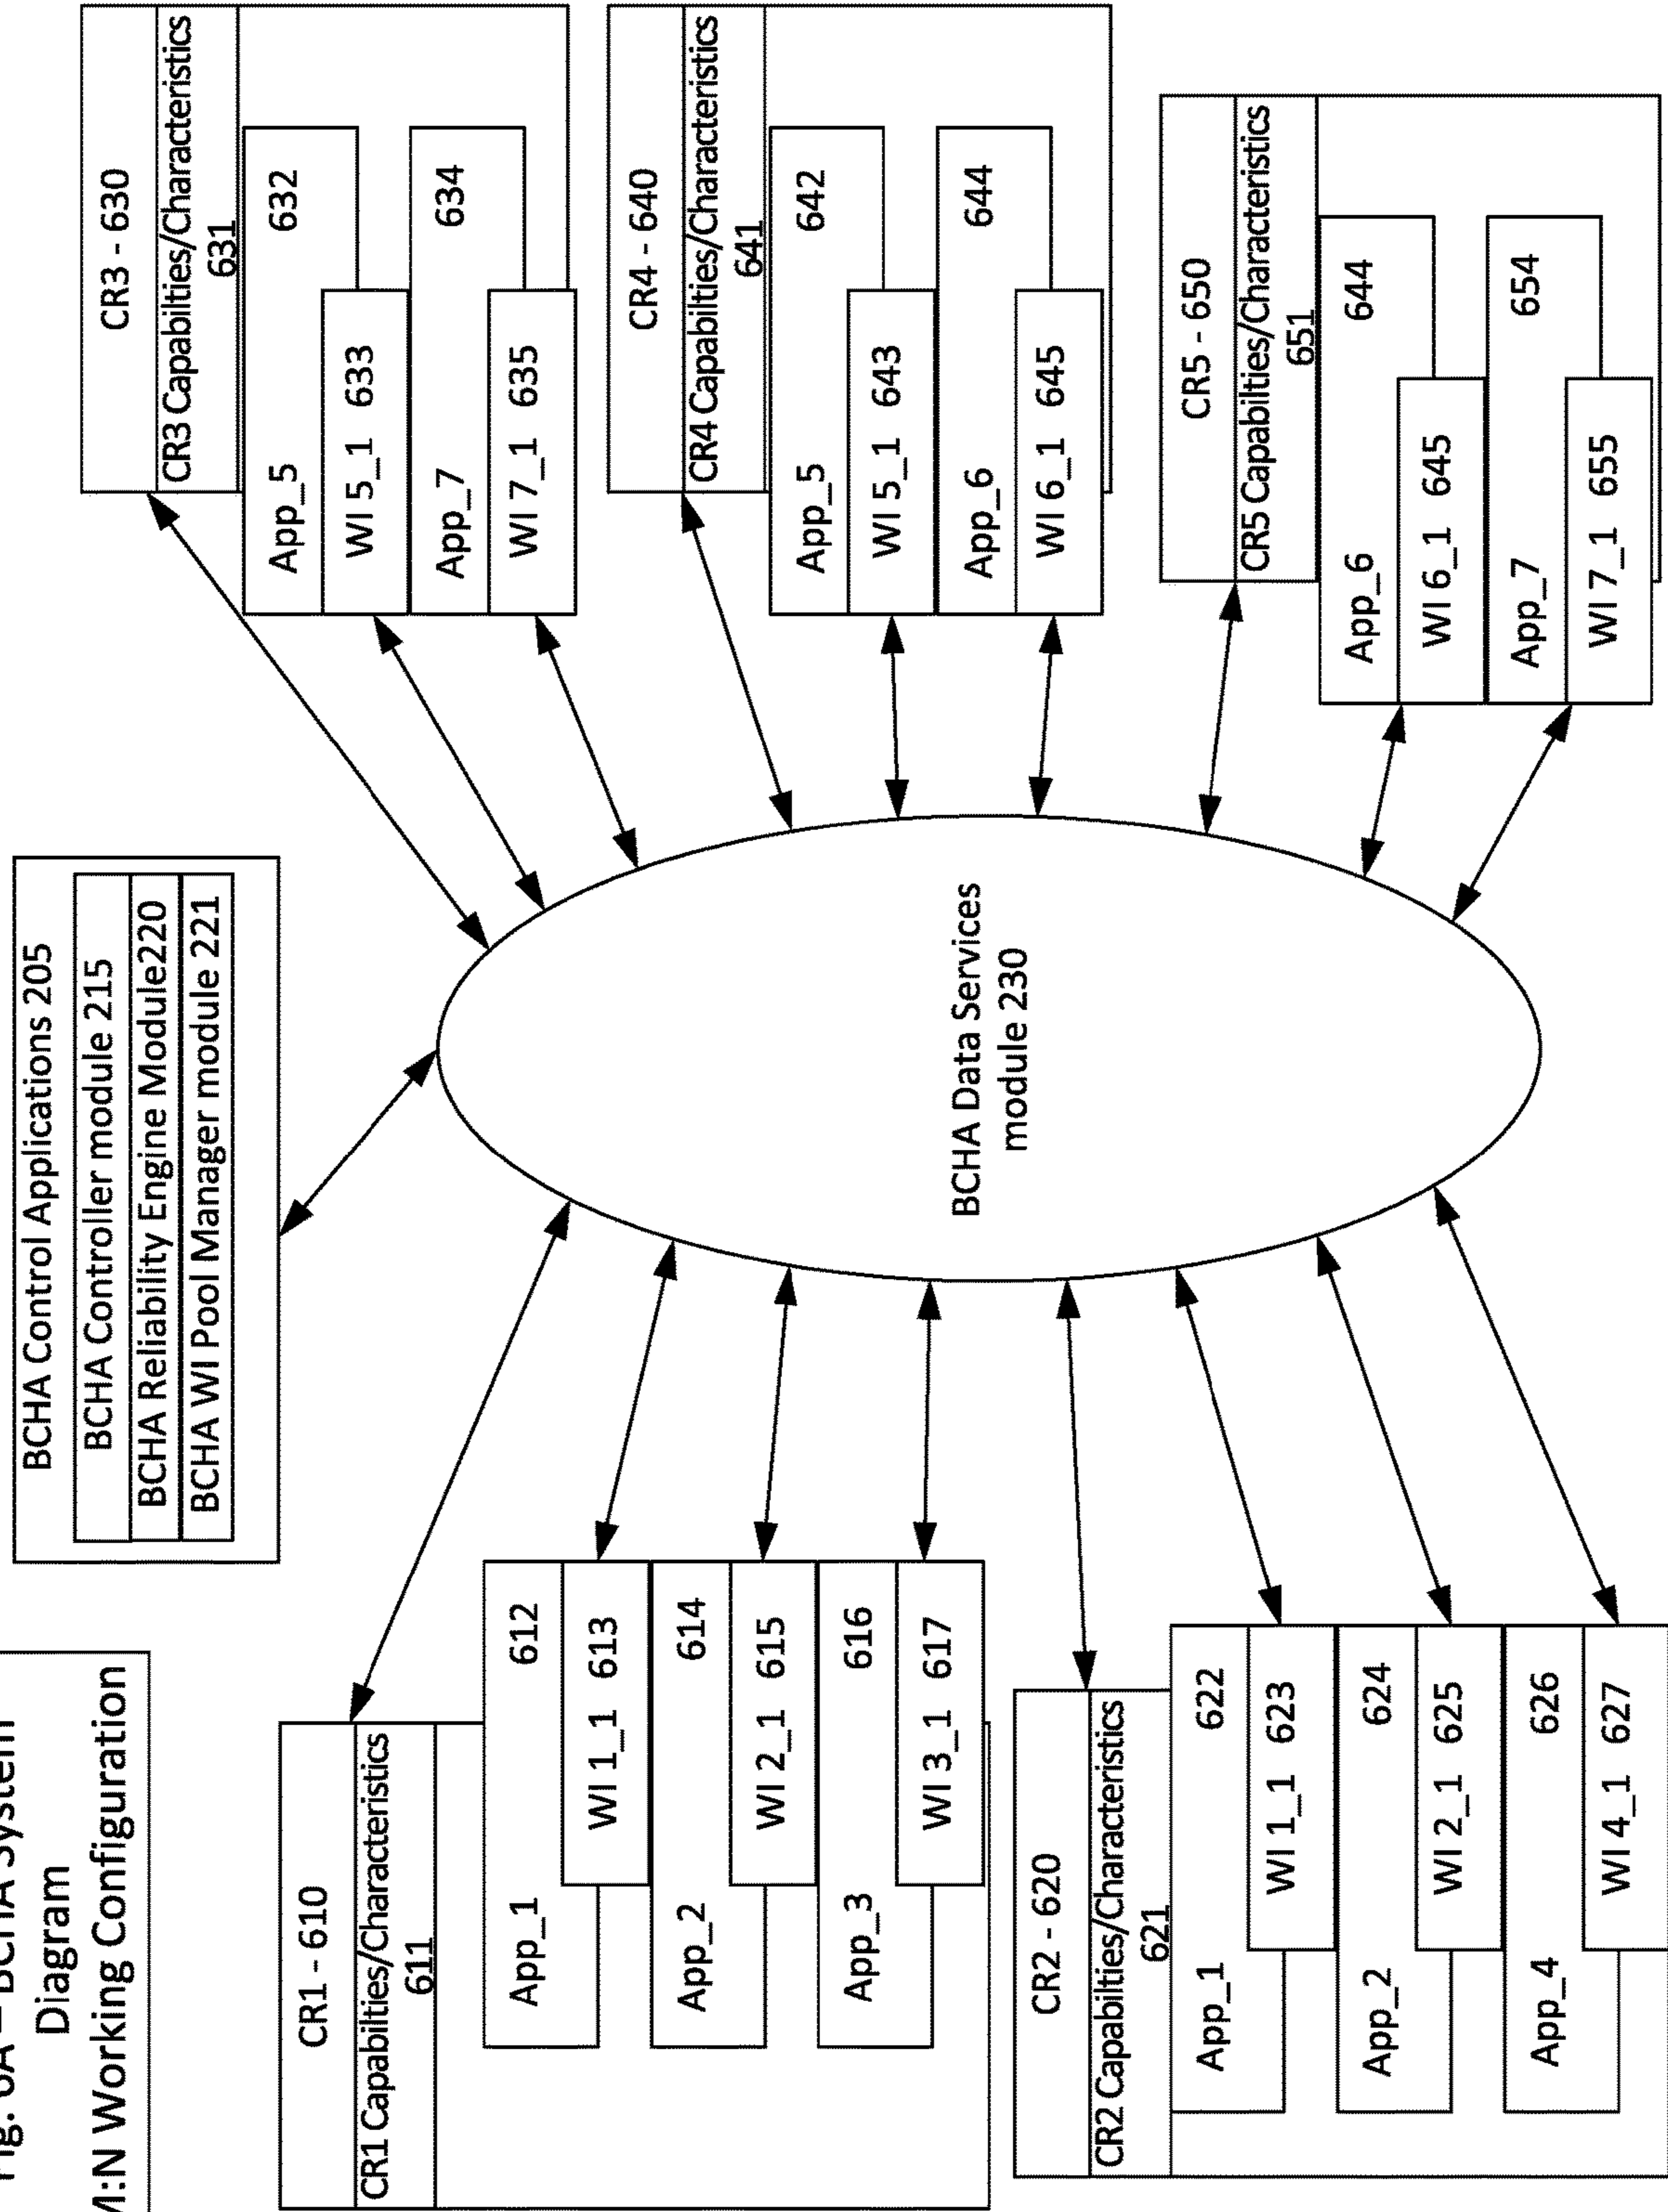 Fig. 6A – BCHA System
Diagram
M:N Working Configuration
BCHA Control Applications 205
BCHA Controller module 215
BCHA Reliability Engine Module220
BCHA WI Pool Manager module 221
CR1 - 610
CR1 Capabilties/Characteristics
611
App_1 612
WI 1_1 613
App_2 614
WI 2_1 615
App_3 616
WI 3_1 617
CR2 - 620
CR2 Capabilties/Characteristics
621
App_1 622
WI 1_1 623
App_2 624
WI 2_1 625
App_4 626
WI 4_1 627
BCHA Data Services
module 230
CR3 - 630
CR3 Capabilties/Characteristics
631
App_5 632
WI 5_1 633
App_7 634
WI 7_1 635
CR4 - 640
CR4 Capabilties/Characteristics
641
App_5 642
WI 5_1 643
App_6 644
WI 6_1 645
CR5 - 650
CR5 Capabilties/Characteristics
651
App_6 644
WI 6_1 645
App_7 654
WI 7_1 655